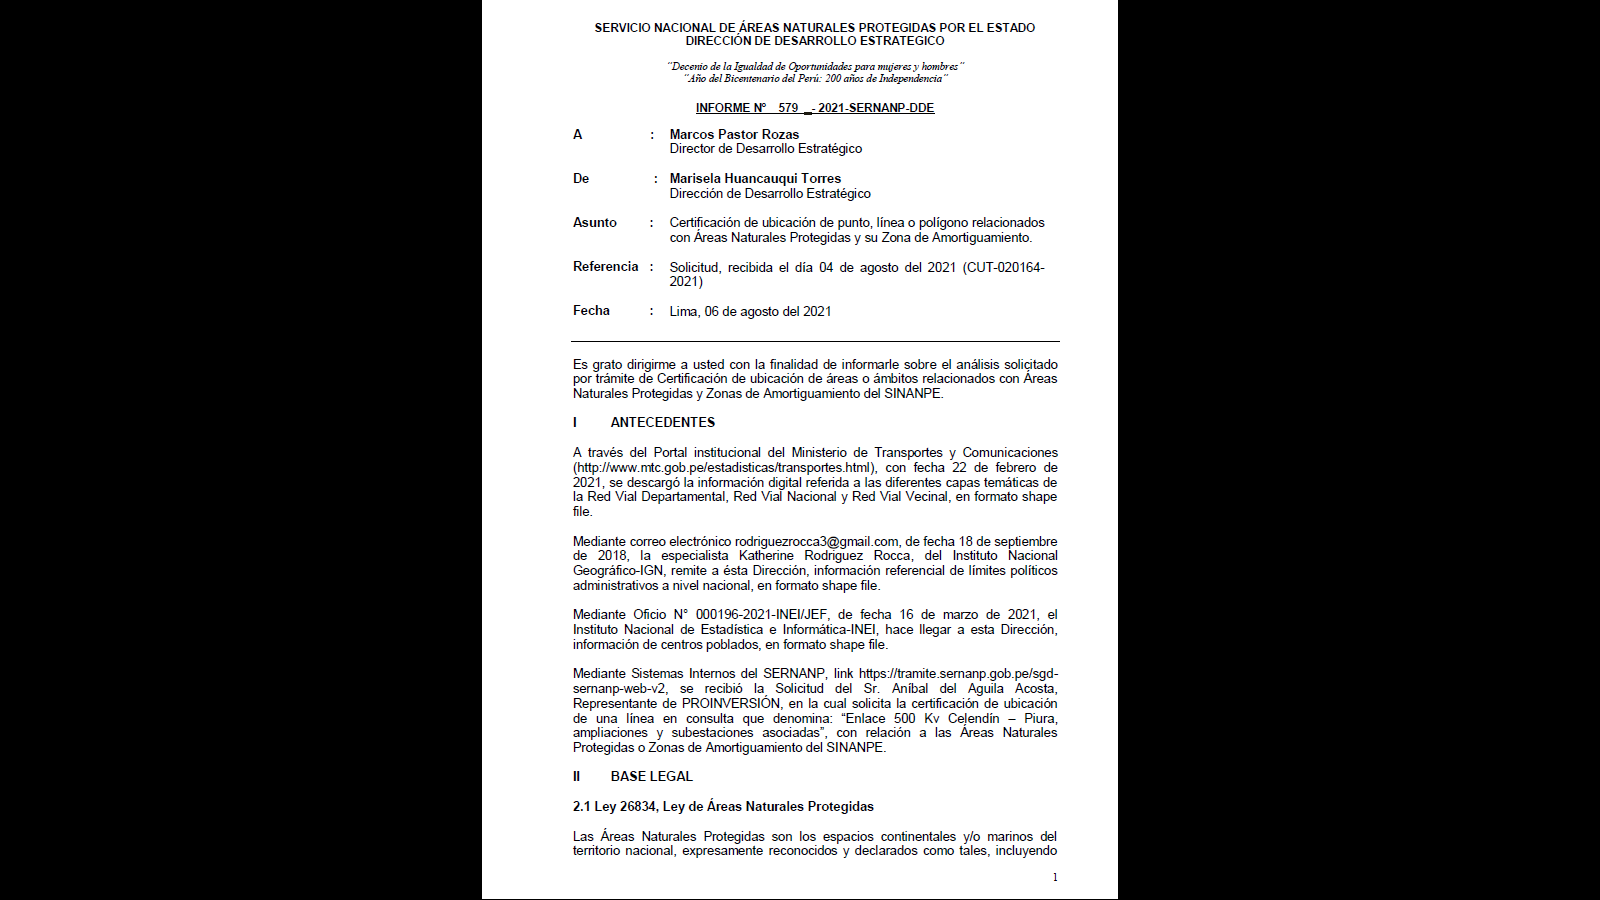 SERVICIO NACIONAL DE ÁREAS NATURALES PROTEGIDAS POR EL ESTADO
DIRECCIÓN DE DESARROLLO ESTRATEGICO
“Decenio de la Igualdad de Oportunidades para mujeres y hombres”
“Año del Bicentenario del Perú: 200 años de Independencia”
INFORME N° 579 _- 2021-SERNANP-DDE
A : Marcos Pastor Rozas
Director de Desarrollo Estratégico
De : Marisela Huancauqui Torres
Dirección de Desarrollo Estratégico
Asunto : Certificación de ubicación de punto, línea o polígono relacionados
con Áreas Naturales Protegidas y su Zona de Amortiguamiento.
Referencia : Solicitud, recibida el día 04 de agosto del 2021 (CUT-020164-
2021)
Fecha : Lima, 06 de agosto del 2021
Es grato dirigirme a usted con la finalidad de informarle sobre el análisis solicitado
por trámite de Certificación de ubicación de áreas o ámbitos relacionados con Áreas
Naturales Protegidas y Zonas de Amortiguamiento del SINANPE.
I ANTECEDENTES
A través del Portal institucional del Ministerio de Transportes y Comunicaciones
(http://www.mtc.gob.pe/estadisticas/transportes.html), con fecha 22 de febrero de
2021, se descargó la información digital referida a las diferentes capas temáticas de
la Red Vial Departamental, Red Vial Nacional y Red Vial Vecinal, en formato shape
file.
Mediante correo electrónico rodriguezrocca3@gmail.com, de fecha 18 de septiembre
de 2018, la especialista Katherine Rodriguez Rocca, del Instituto Nacional
Geográfico-IGN, remite a ésta Dirección, información referencial de límites políticos
administrativos a nivel nacional, en formato shape file.
Mediante Oficio N° 000196-2021-INEI/JEF, de fecha 16 de marzo de 2021, el
Instituto Nacional de Estadística e Informática-INEI, hace llegar a esta Dirección,
información de centros poblados, en formato shape file.
Mediante Sistemas Internos del SERNANP, link https://tramite.sernanp.gob.pe/sgd-
sernanp-web-v2, se recibió la Solicitud del Sr. Aníbal del Aguila Acosta,
Representante de PROINVERSIÓN, en la cual solicita la certificación de ubicación
de una línea en consulta que denomina: “Enlace 500 Kv Celendín – Piura,
ampliaciones y subestaciones asociadas”, con relación a las Áreas Naturales
Protegidas o Zonas de Amortiguamiento del SINANPE.
II BASE LEGAL
2.1 Ley 26834, Ley de Áreas Naturales Protegidas
Las Áreas Naturales Protegidas son los espacios continentales y/o marinos del
territorio nacional, expresamente reconocidos y declarados como tales, incluyendo
1